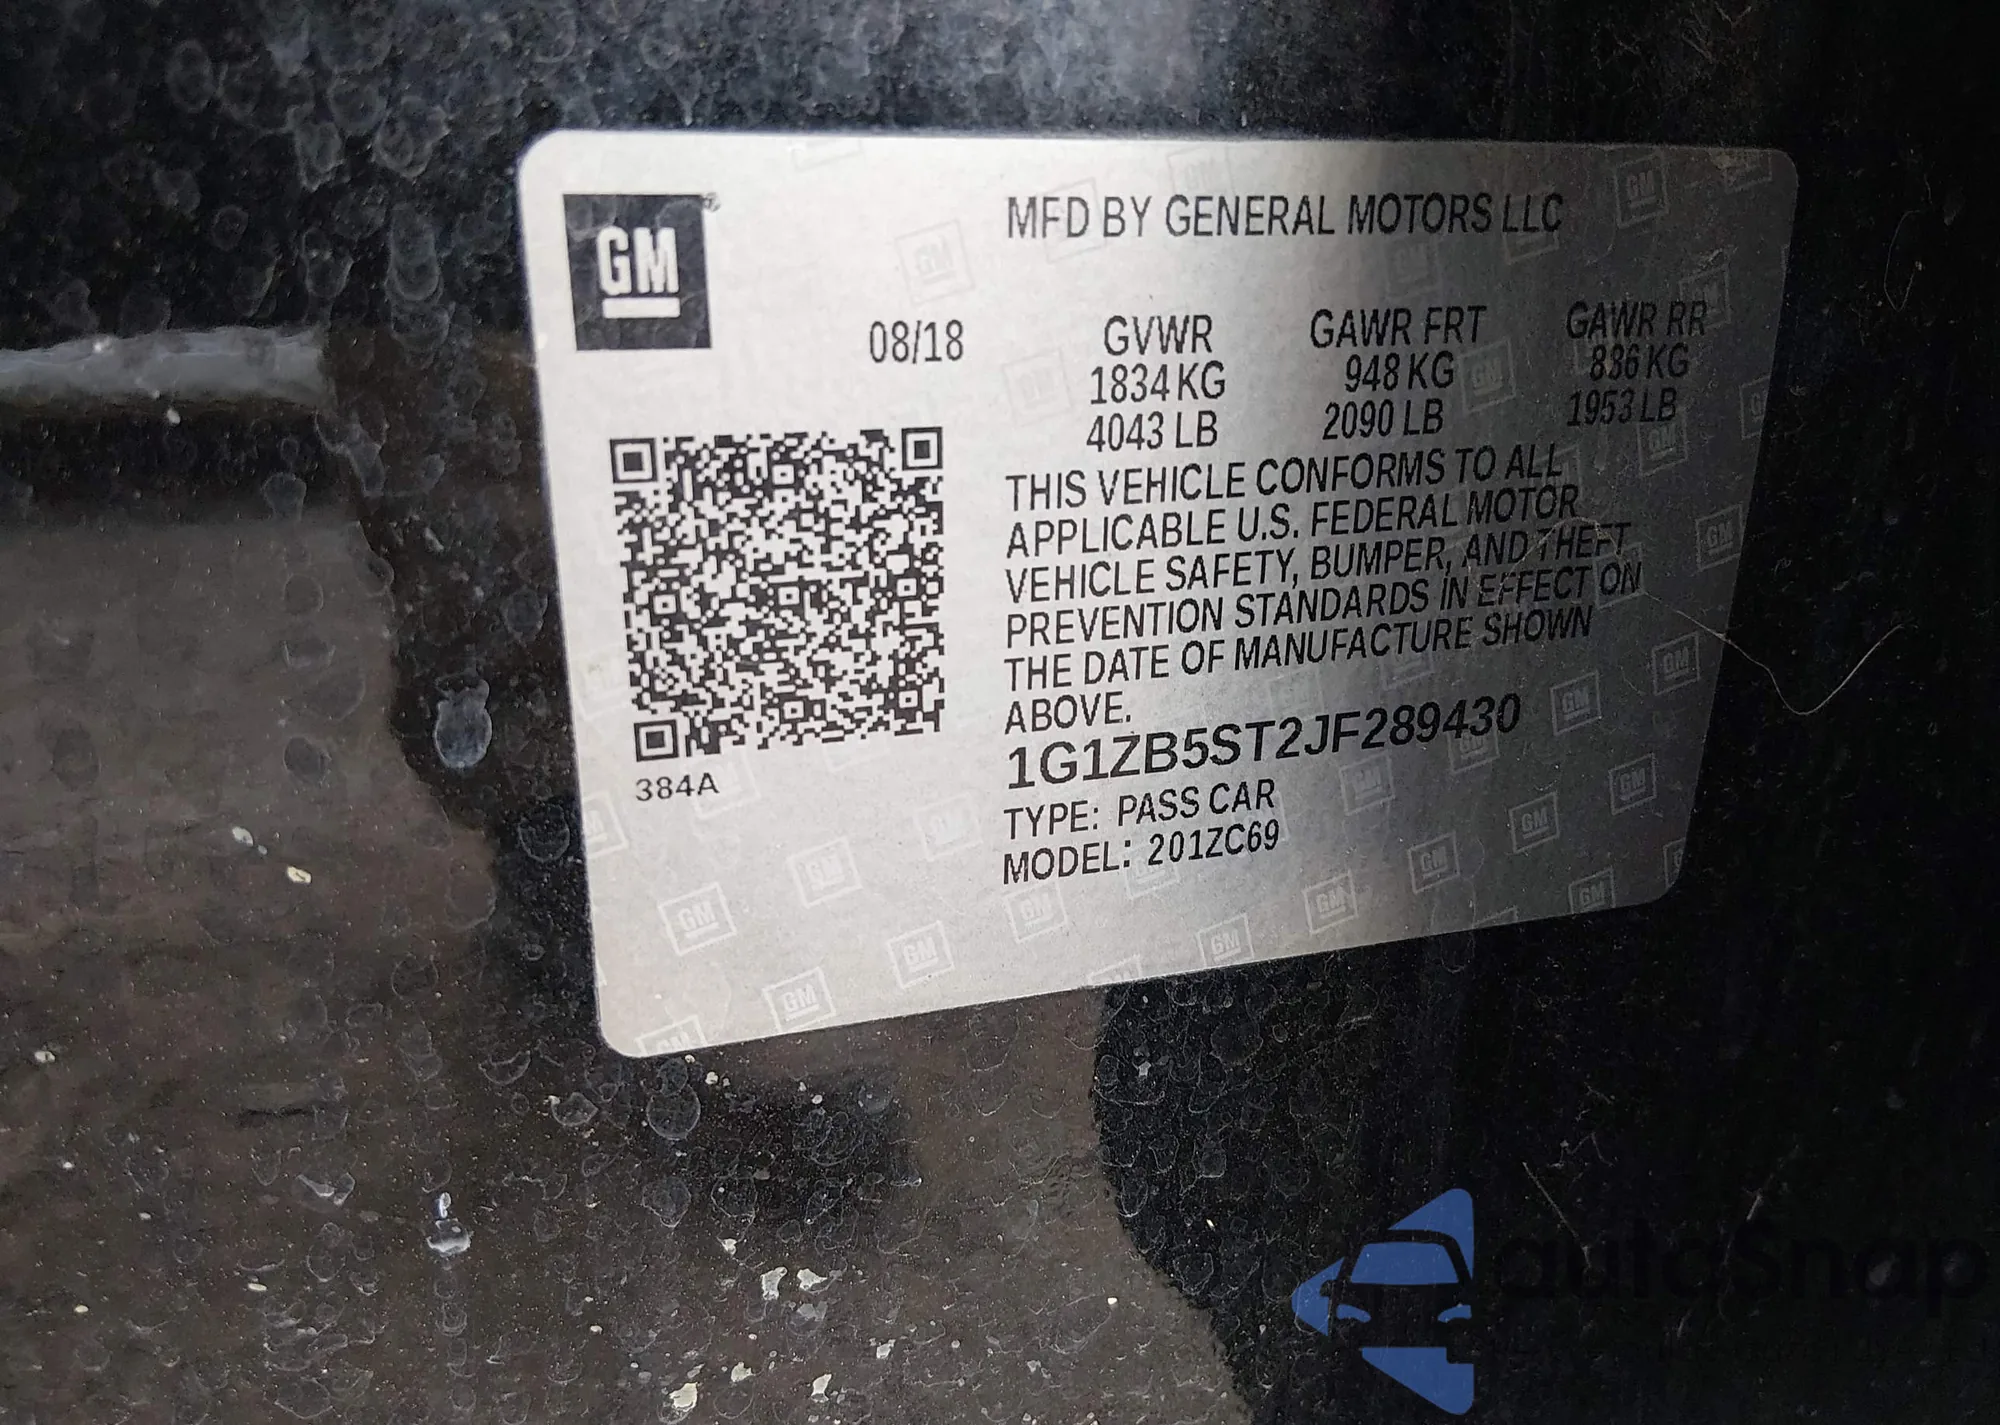 GM
MFD BY GENERAL MOTORS LLC
08/18
GVWR GAWR FRT GAWR RR
1834 KG 948 KG 886 KG
4043 LB 2090 LB 1953 LB
THIS VEHICLE CONFORMS TO ALL
APPLICABLE U.S. FEDERAL MOTOR
VEHICLE SAFETY, BUMPER, AND THEFT
PREVENTION STANDARDS IN EFFECT ON
THE DATE OF MANUFACTURE SHOWN
ABOVE.
1G1ZB5ST2JF289430
TYPE: PASS CAR
MODEL: 201ZC69
384A
autoSnap